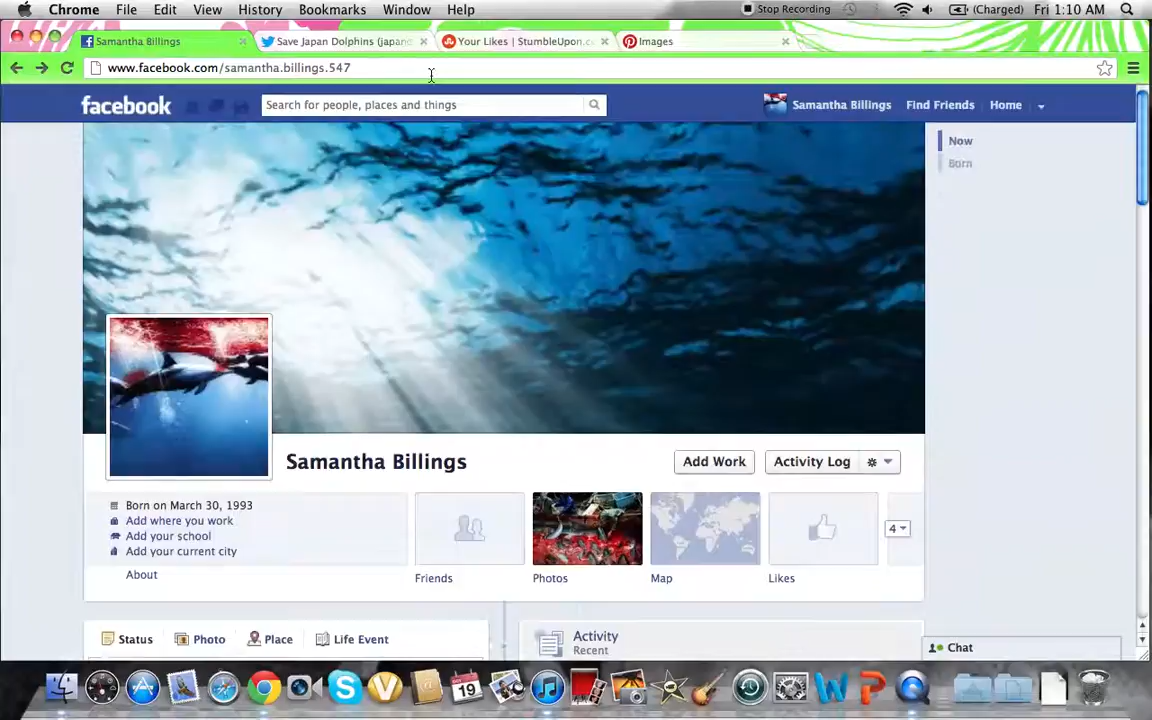 Chrome File Edit View History Bookmarks Window Help Stop Recording (Charged) Fri 1:10 AM
Samantha Billings Save Japan Dolphins (japand Your Likes | StumbleUpon.c Images
www.facebook.com/samantha.billings.547
facebook Search for people, places and things Samantha Billings Find Friends Home
Now
Born
Samantha Billings Add Work Activity Log
Born on March 30, 1993
Add where you work
Add your school
Add your current city
About
4
Friends Photos Map Likes
Status Photo Place Life Event
Activity
Recent
Chat
19